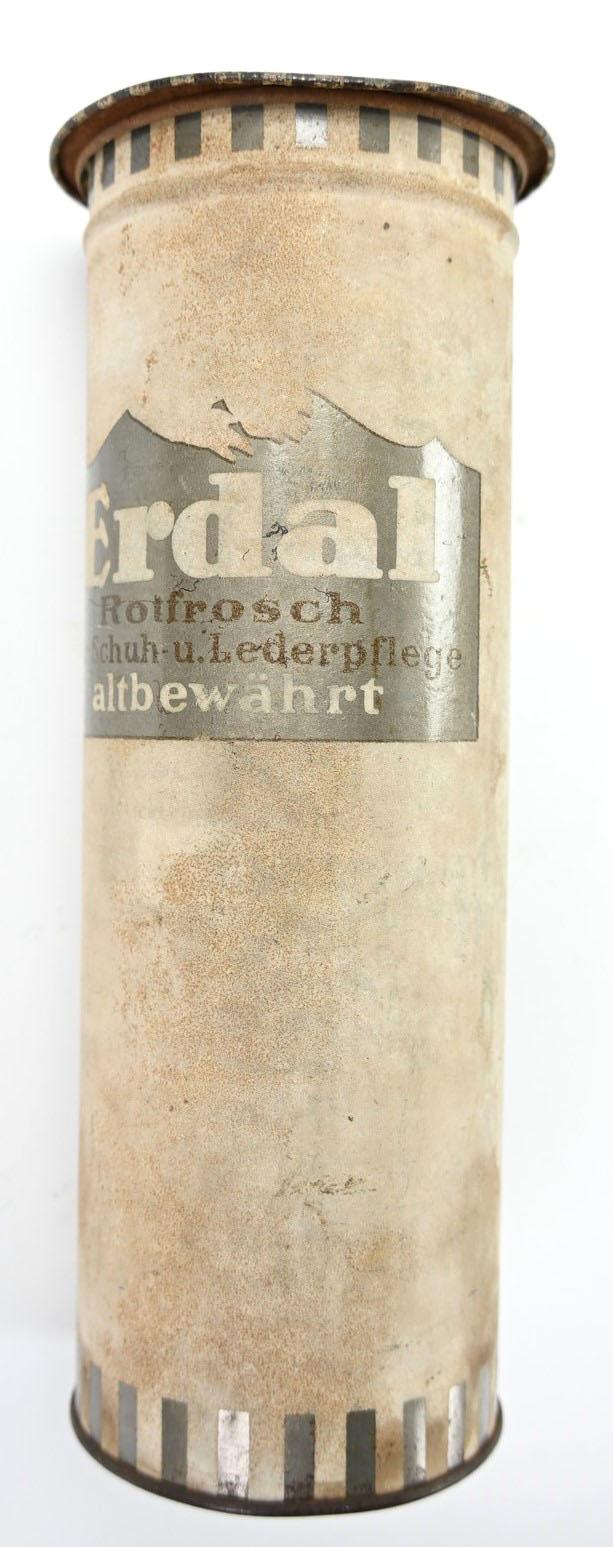 Erdal
Rotfrosch
Schuh-u.Lederpflege
altbewährt